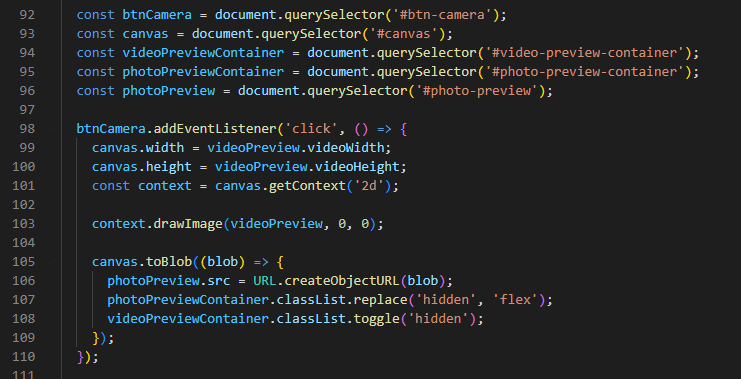 92 const btnCamera = document.querySelector('#btn-camera');
93 const canvas = document.querySelector('#canvas');
94 const videoPreviewContainer = document.querySelector('#video-preview-container');
95 const photoPreviewContainer = document.querySelector('#photo-preview-container');
96 const photoPreview = document.querySelector('#photo-preview');
97
98 btnCamera.addEventListener('click', () => {
99   canvas.width = videoPreview.videoWidth;
100   canvas.height = videoPreview.videoHeight;
101   const context = canvas.getContext('2d');
102
103   context.drawImage(videoPreview, 0, 0);
104
105   canvas.toBlob((blob) => {
106     photoPreview.src = URL.createObjectURL(blob);
107     photoPreviewContainer.classList.replace('hidden', 'flex');
108     videoPreviewContainer.classList.toggle('hidden');
109   });
110 });
111